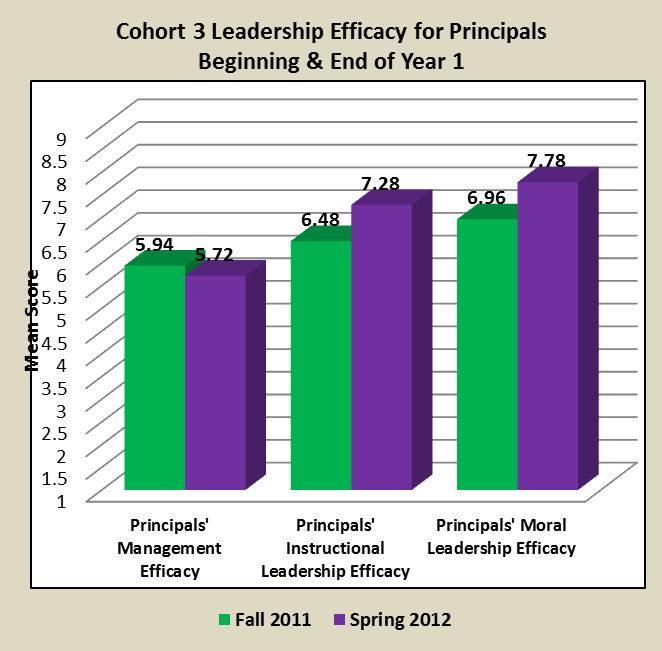 Cohort 3 Leadership Efficacy for Principals
Beginning & End of Year 1
Mean Score
9
8.5
8
7.5
7
6.5
6
5.5
5
4.5
4
3.5
3
2.5
2
1.5
1
5.94
5.72
6.48
7.28
6.96
7.78
Principals'
Management
Efficacy
Principals'
Instructional
Leadership Efficacy
Principals' Moral
Leadership Efficacy
Fall 2011
Spring 2012